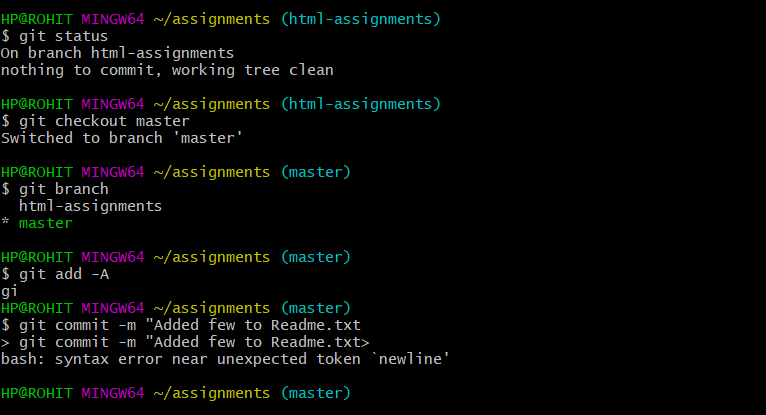 HP@ROHIT MINGW64 ~/assignments (html-assignments)
$ git status
On branch html-assignments
nothing to commit, working tree clean
HP@ROHIT MINGW64 ~/assignments (html-assignments)
$ git checkout master
Switched to branch 'master'
HP@ROHIT MINGW64 ~/assignments (master)
$ git branch
  html-assignments
* master
HP@ROHIT MINGW64 ~/assignments (master)
$ git add -A
gi
HP@ROHIT MINGW64 ~/assignments (master)
$ git commit -m "Added few to Readme.txt
> git commit -m "Added few to Readme.txt>
bash: syntax error near unexpected token `newline'
HP@ROHIT MINGW64 ~/assignments (master)